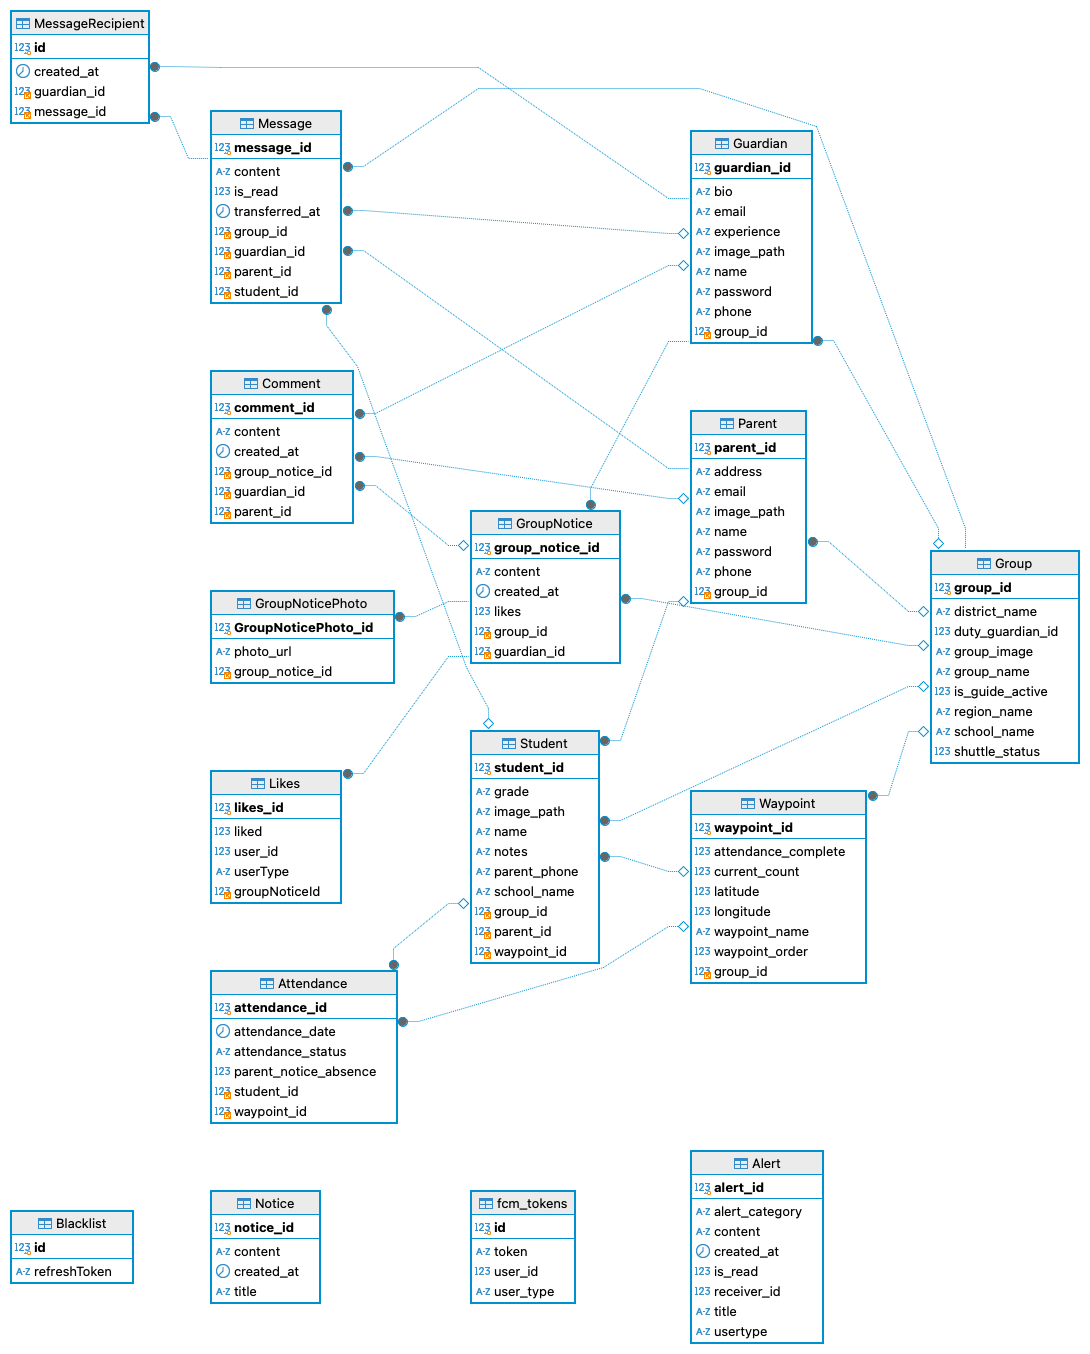 MessageRecipient
123 id
created_at
123 guardian_id
123 message_id
Message
123 message_id
A-Z content
123 is_read
transferred_at
123 group_id
123 guardian_id
123 parent_id
123 student_id
Guardian
123 guardian_id
A-Z bio
A-Z email
A-Z experience
A-Z image_path
A-Z name
A-Z password
A-Z phone
123 group_id
Comment
123 comment_id
A-Z content
created_at
123 group_notice_id
123 guardian_id
123 parent_id
Parent
123 parent_id
A-Z address
A-Z email
A-Z image_path
A-Z name
A-Z password
A-Z phone
123 group_id
GroupNotice
123 group_notice_id
A-Z content
created_at
123 likes
123 group_id
123 guardian_id
Group
123 group_id
A-Z district_name
123 duty_guardian_id
A-Z group_image
A-Z group_name
123 is_guide_active
A-Z region_name
A-Z school_name
123 shuttle_status
GroupNoticePhoto
123 GroupNoticePhoto_id
A-Z photo_url
123 group_notice_id
Student
123 student_id
A-Z grade
A-Z image_path
A-Z name
A-Z notes
A-Z parent_phone
A-Z school_name
123 group_id
123 parent_id
123 waypoint_id
Likes
123 likes_id
123 liked
123 user_id
A-Z userType
123 groupNoticeId
Waypoint
123 waypoint_id
123 attendance_complete
123 current_count
123 latitude
123 longitude
A-Z waypoint_name
123 waypoint_order
123 group_id
Attendance
123 attendance_id
attendance_date
A-Z attendance_status
123 parent_notice_absence
123 student_id
123 waypoint_id
Blacklist
123 id
A-Z refreshToken
Notice
123 notice_id
A-Z content
created_at
A-Z title
fcm_tokens
123 id
A-Z token
123 user_id
A-Z user_type
Alert
123 alert_id
A-Z alert_category
A-Z content
created_at
123 is_read
123 receiver_id
A-Z title
A-Z usertype